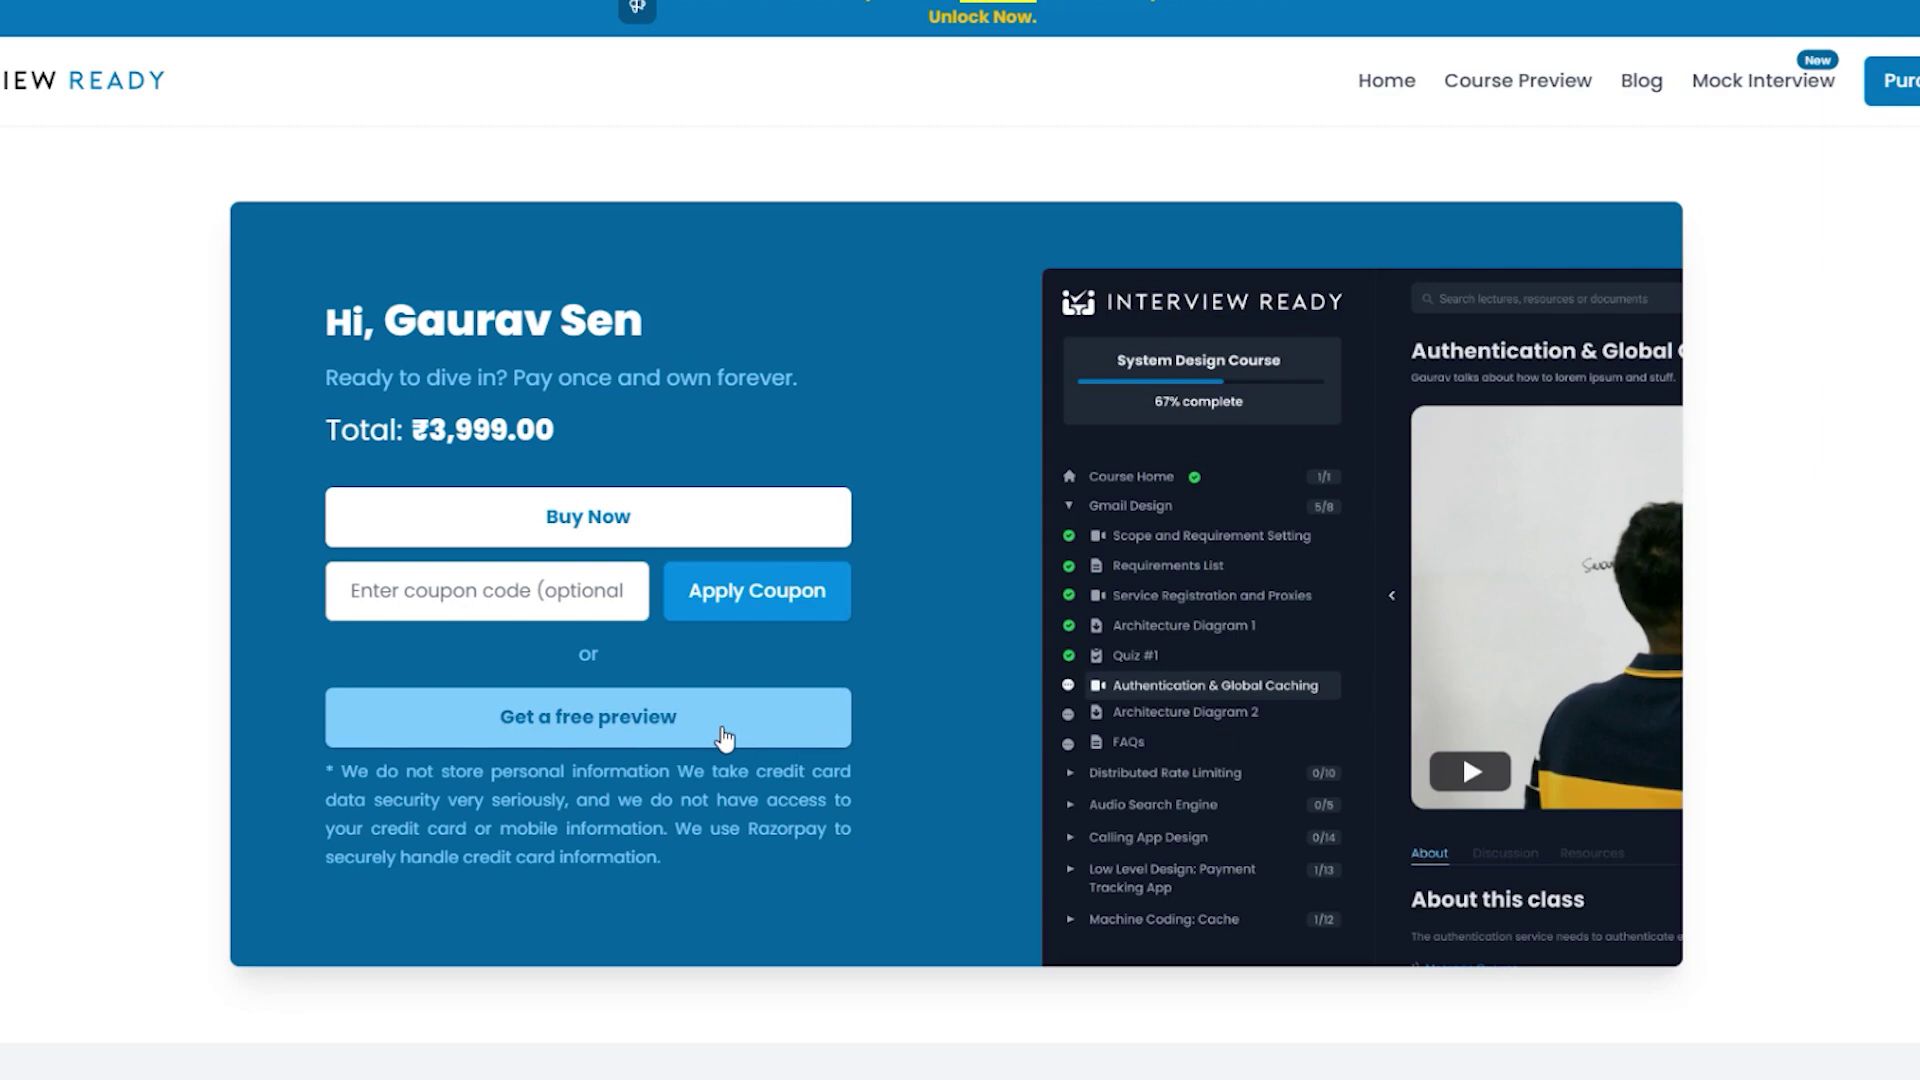 Unlock Now.
IEW READY
Home
Course Preview
Blog
Mock Interview
New
Hi, Gaurav Sen
Ready to dive in? Pay once and own forever.
Total: ₹3,999.00
Buy Now
Enter coupon code (optional
Apply Coupon
or
Get a free preview
* We do not store personal information We take credit card
data security very seriously, and we do not have access to
your credit card or mobile information. We use Razorpay to
securely handle credit card information.
INTERVIEW READY
System Design Course
67% complete
Course Home 1/1
Gmail Design 5/8
Scope and Requirement Setting
Requirements List
Service Registration and Proxies
Architecture Diagram 1
Quiz #1
Authentication & Global Caching
Architecture Diagram 2
FAQs
Distributed Rate Limiting 0/10
Audio Search Engine 0/5
Calling App Design 0/14
Low Level Design: Payment 1/13
Tracking App
Machine Coding: Cache 1/12
Search lectures, resources or documents
Authentication & Global
Gaurav talks about how to lorem ipsum and stuff.
About Discussion Resources
About this class
The authentication service needs to authenticate